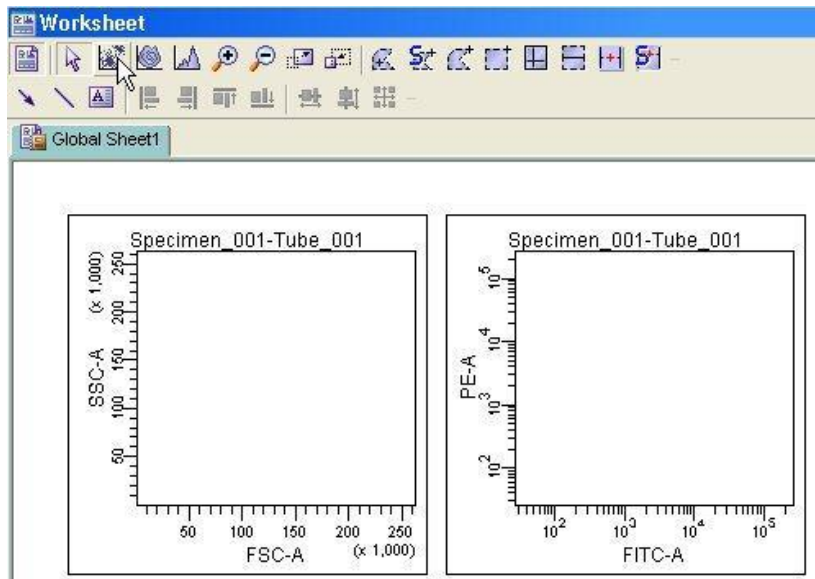 Worksheet
Global Sheet1
Specimen_001-Tube_001
(x 1,000)
SSC-A
250
200
150
100
50
50 100 150 200 250
FSC-A (x 1,000)
Specimen_001-Tube_001
PE-A
10^5
10^4
10^3
10^2
10^2 10^3 10^4 10^5
FITC-A